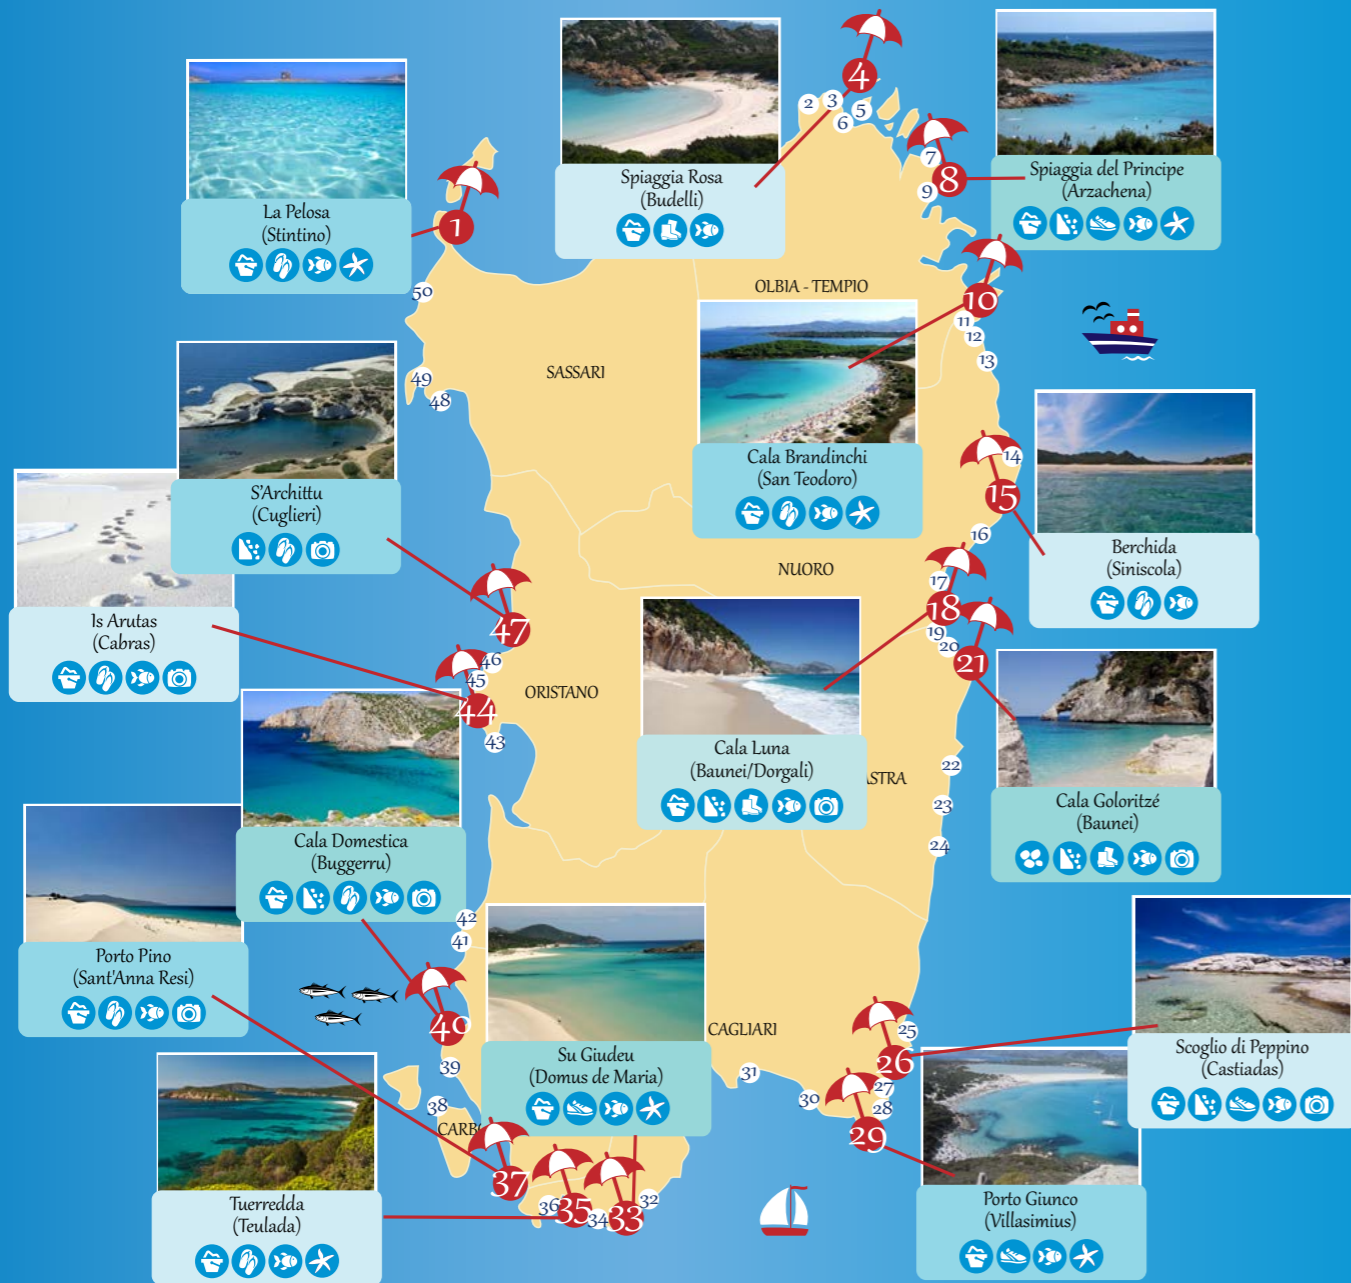 4
2
3
5
6
7
8
9
Spiaggia Rosa
(Budelli)
Spiaggia del Principe
(Arzachena)
La Pelosa
(Stintino)
1
50
OLBIA - TEMPIO
10
11
12
13
SASSARI
49
48
S'Archittu
(Cuglieri)
Cala Brandinchi
(San Teodoro)
14
15
16
Berchida
(Siniscola)
NUORO
17
18
19
20
21
Is Arutas
(Cabras)
47
46
45
44
43
ORISTANO
Cala Luna
(Baunei/Dorgali)
ASTRA
22
23
24
Cala Goloritzé
(Baunei)
Cala Domestica
(Buggerru)
42
41
40
39
38
Porto Pino
(Sant'Anna Resi)
CAGLIARI
25
26
27
28
29
30
31
Scoglio di Peppino
(Castiadas)
Su Giudeu
(Domus de Maria)
CARB
37
36
35
34
33
32
Tuerredda
(Teulada)
Porto Giunco
(Villasimius)